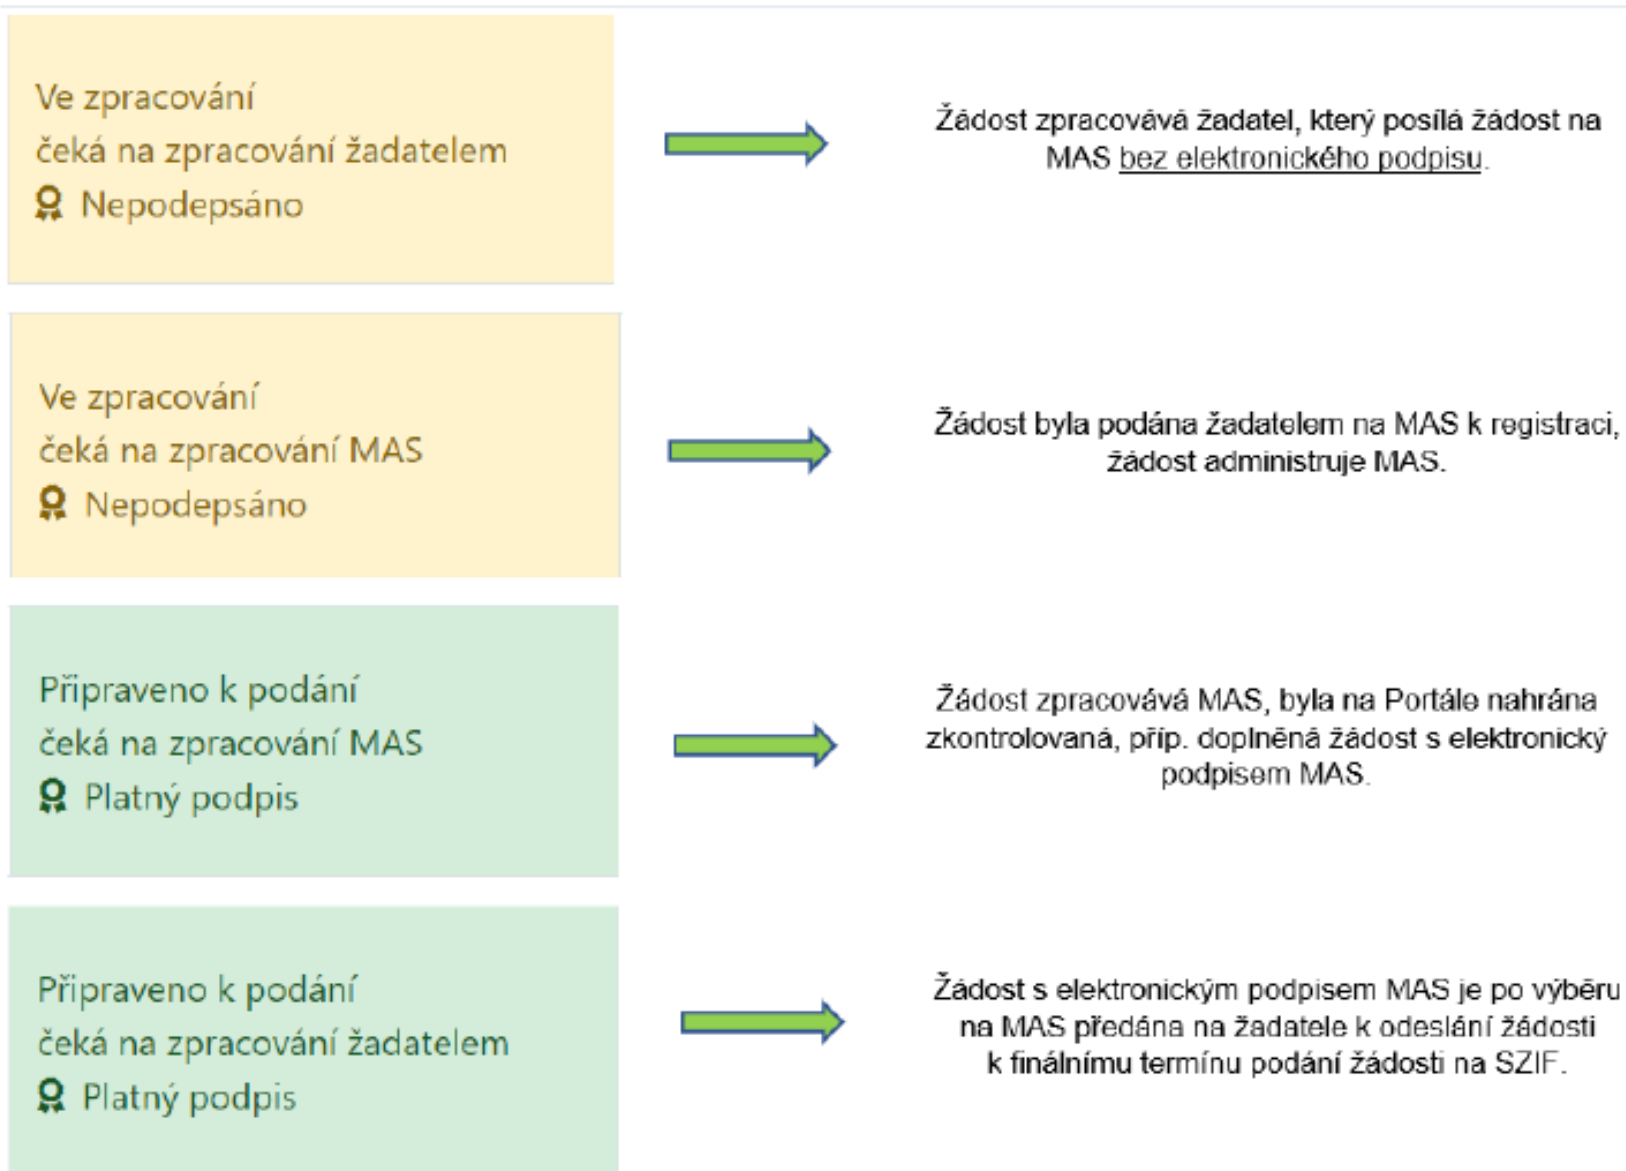 Ve zpracování
čeká na zpracování žadatelem
Nepodepsáno
Žádost zpracovává žadatel, který posílá žádost na
MAS bez elektronického podpisu.
Ve zpracování
čeká na zpracování MAS
Nepodepsáno
Žádost byla podána žadatelem na MAS k registraci,
žádost administruje MAS.
Připraveno k podání
čeká na zpracování MAS
Platný podpis
Žádost zpracovává MAS, byla na Portále nahrána
zkontrolovaná, příp. doplněná žádost s elektronický
podpisem MAS.
Připraveno k podání
čeká na zpracování žadatelem
Platný podpis
Žádost s elektronickým podpisem MAS je po výběru
na MAS předána na žadatele k odeslání žádosti
k finálnímu termínu podání žádosti na SZIF.